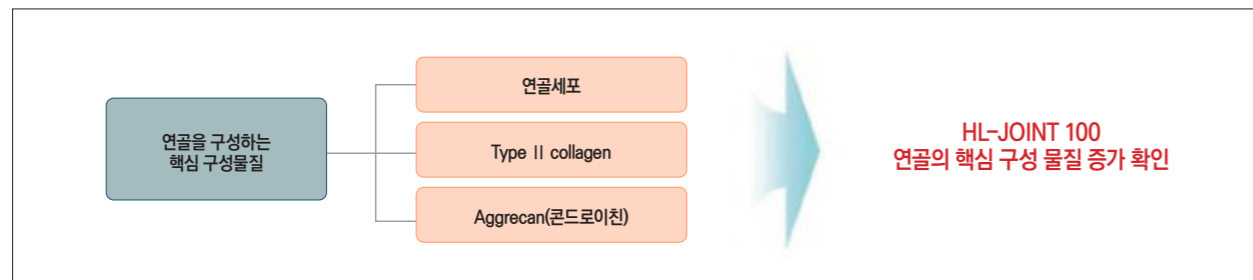 연골을 구성하는
핵심 구성물질
연골세포
Type II collagen
Aggrecan(콘드로이친)
HL-JOINT 100
연골의 핵심 구성 물질 증가 확인